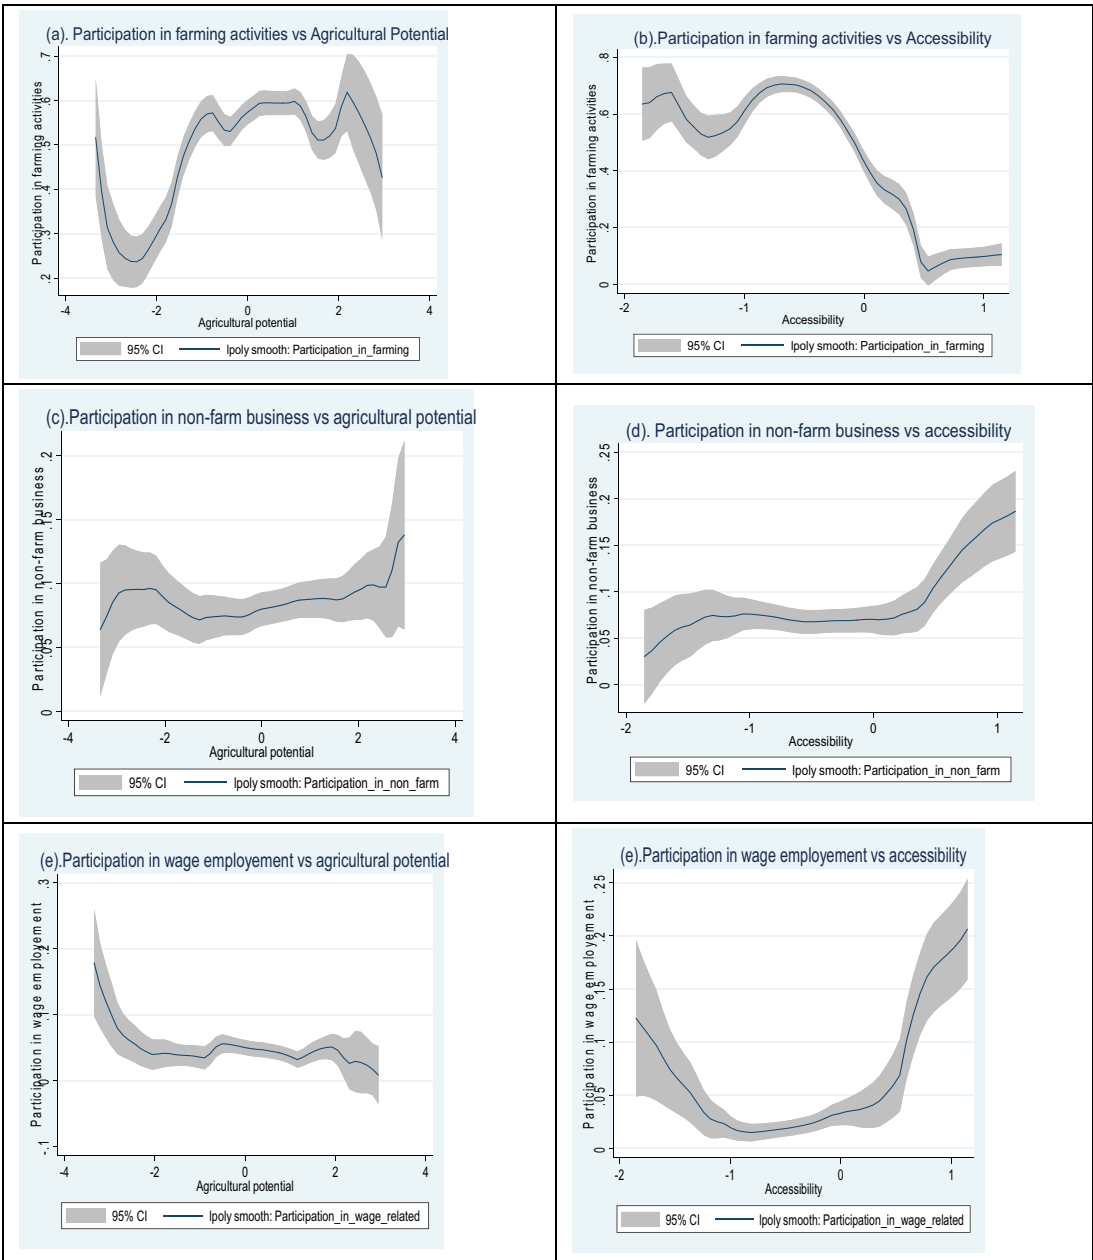 (a). Participation in farming activities vs Agricultural Potential
Participation in farming activities
.2 .3 .4 .5 .6 .7
-4 -2 0 2 4
Agricultural potential
95% CI lpoly smooth: Participation_in_farming
(b).Participation in farming activities vs Accessibility
Participation in farming activities
0 .2 .4 .6 .8
-2 -1 0 1
Accessibility
95% CI lpoly smooth: Participation_in_farming
(c).Participation in non-farm business vs agricultural potential
Participation in non-farm business
0 .05 .1 .15 .2
-4 -2 0 2 4
Agricultural potential
95% CI lpoly smooth: Participation_in_non_farm
(d). Participation in non-farm business vs accessibility
Participation in non-farm business
0 .05 .1 .15 .2 .25
-2 -1 0 1
Accessibility
95% CI lpoly smooth: Participation_in_non_farm
(e).Participation in wage employement vs agricultural potential
Participation in wage employement
-.1 0 .1 .2 .3
-4 -2 0 2 4
Agricultural potential
95% CI lpoly smooth: Participation_in_wage_related
(e).Participation in wage employement vs accessibility
Participation in wage employement
0 .05 .1 .15 .2 .25
-2 -1 0 1
Accessibility
95% CI lpoly smooth: Participation_in_wage_related